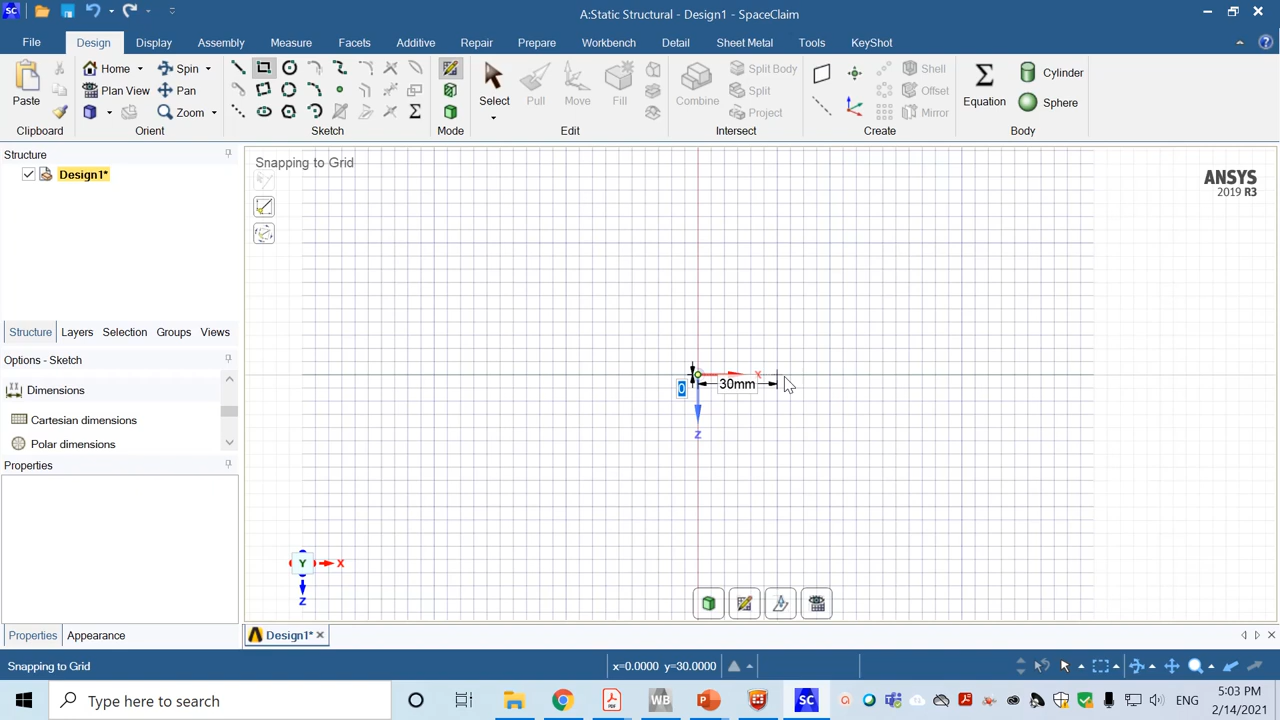 A:Static Structural - Design1 - SpaceClaim
File
Design
Display
Assembly
Measure
Facets
Additive
Repair
Prepare
Workbench
Detail
Sheet Metal
Tools
KeyShot
Paste
Home
Spin
Plan View
Pan
Zoom
Select
Pull
Move
Fill
Combine
Split Body
Split
Project
Shell
Offset
Mirror
Equation
Cylinder
Sphere
Clipboard
Orient
Sketch
Mode
Edit
Intersect
Create
Body
Structure
Design1*
Structure
Layers
Selection
Groups
Views
Options - Sketch
Dimensions
Cartesian dimensions
Polar dimensions
Properties
Properties
Appearance
Snapping to Grid
ANSYS
2019 R3
0
30mm
X
Z
Y
X
Z
Design1*
Snapping to Grid
x=0.0000 y=30.0000
Type here to search
WB
SC
ENG
5:03 PM
2/14/2021